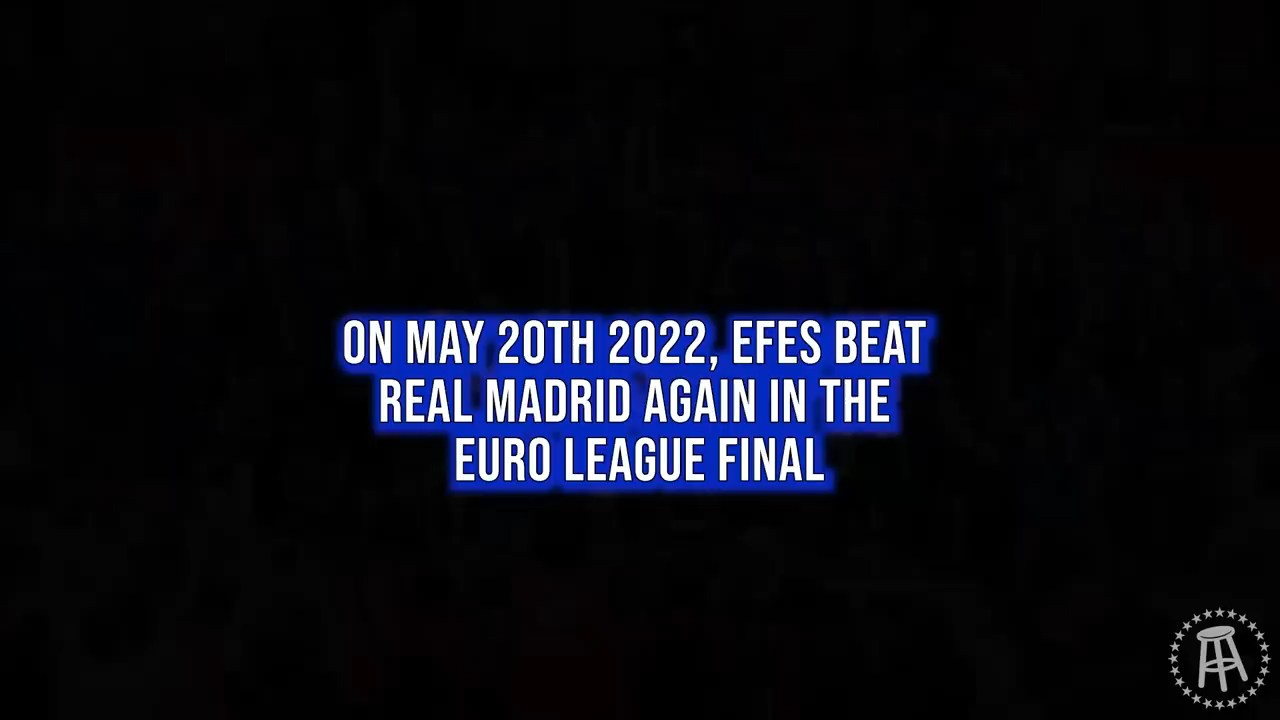 ON MAY 20TH 2022, EFES BEAT
REAL MADRID AGAIN IN THE
EURO LEAGUE FINAL